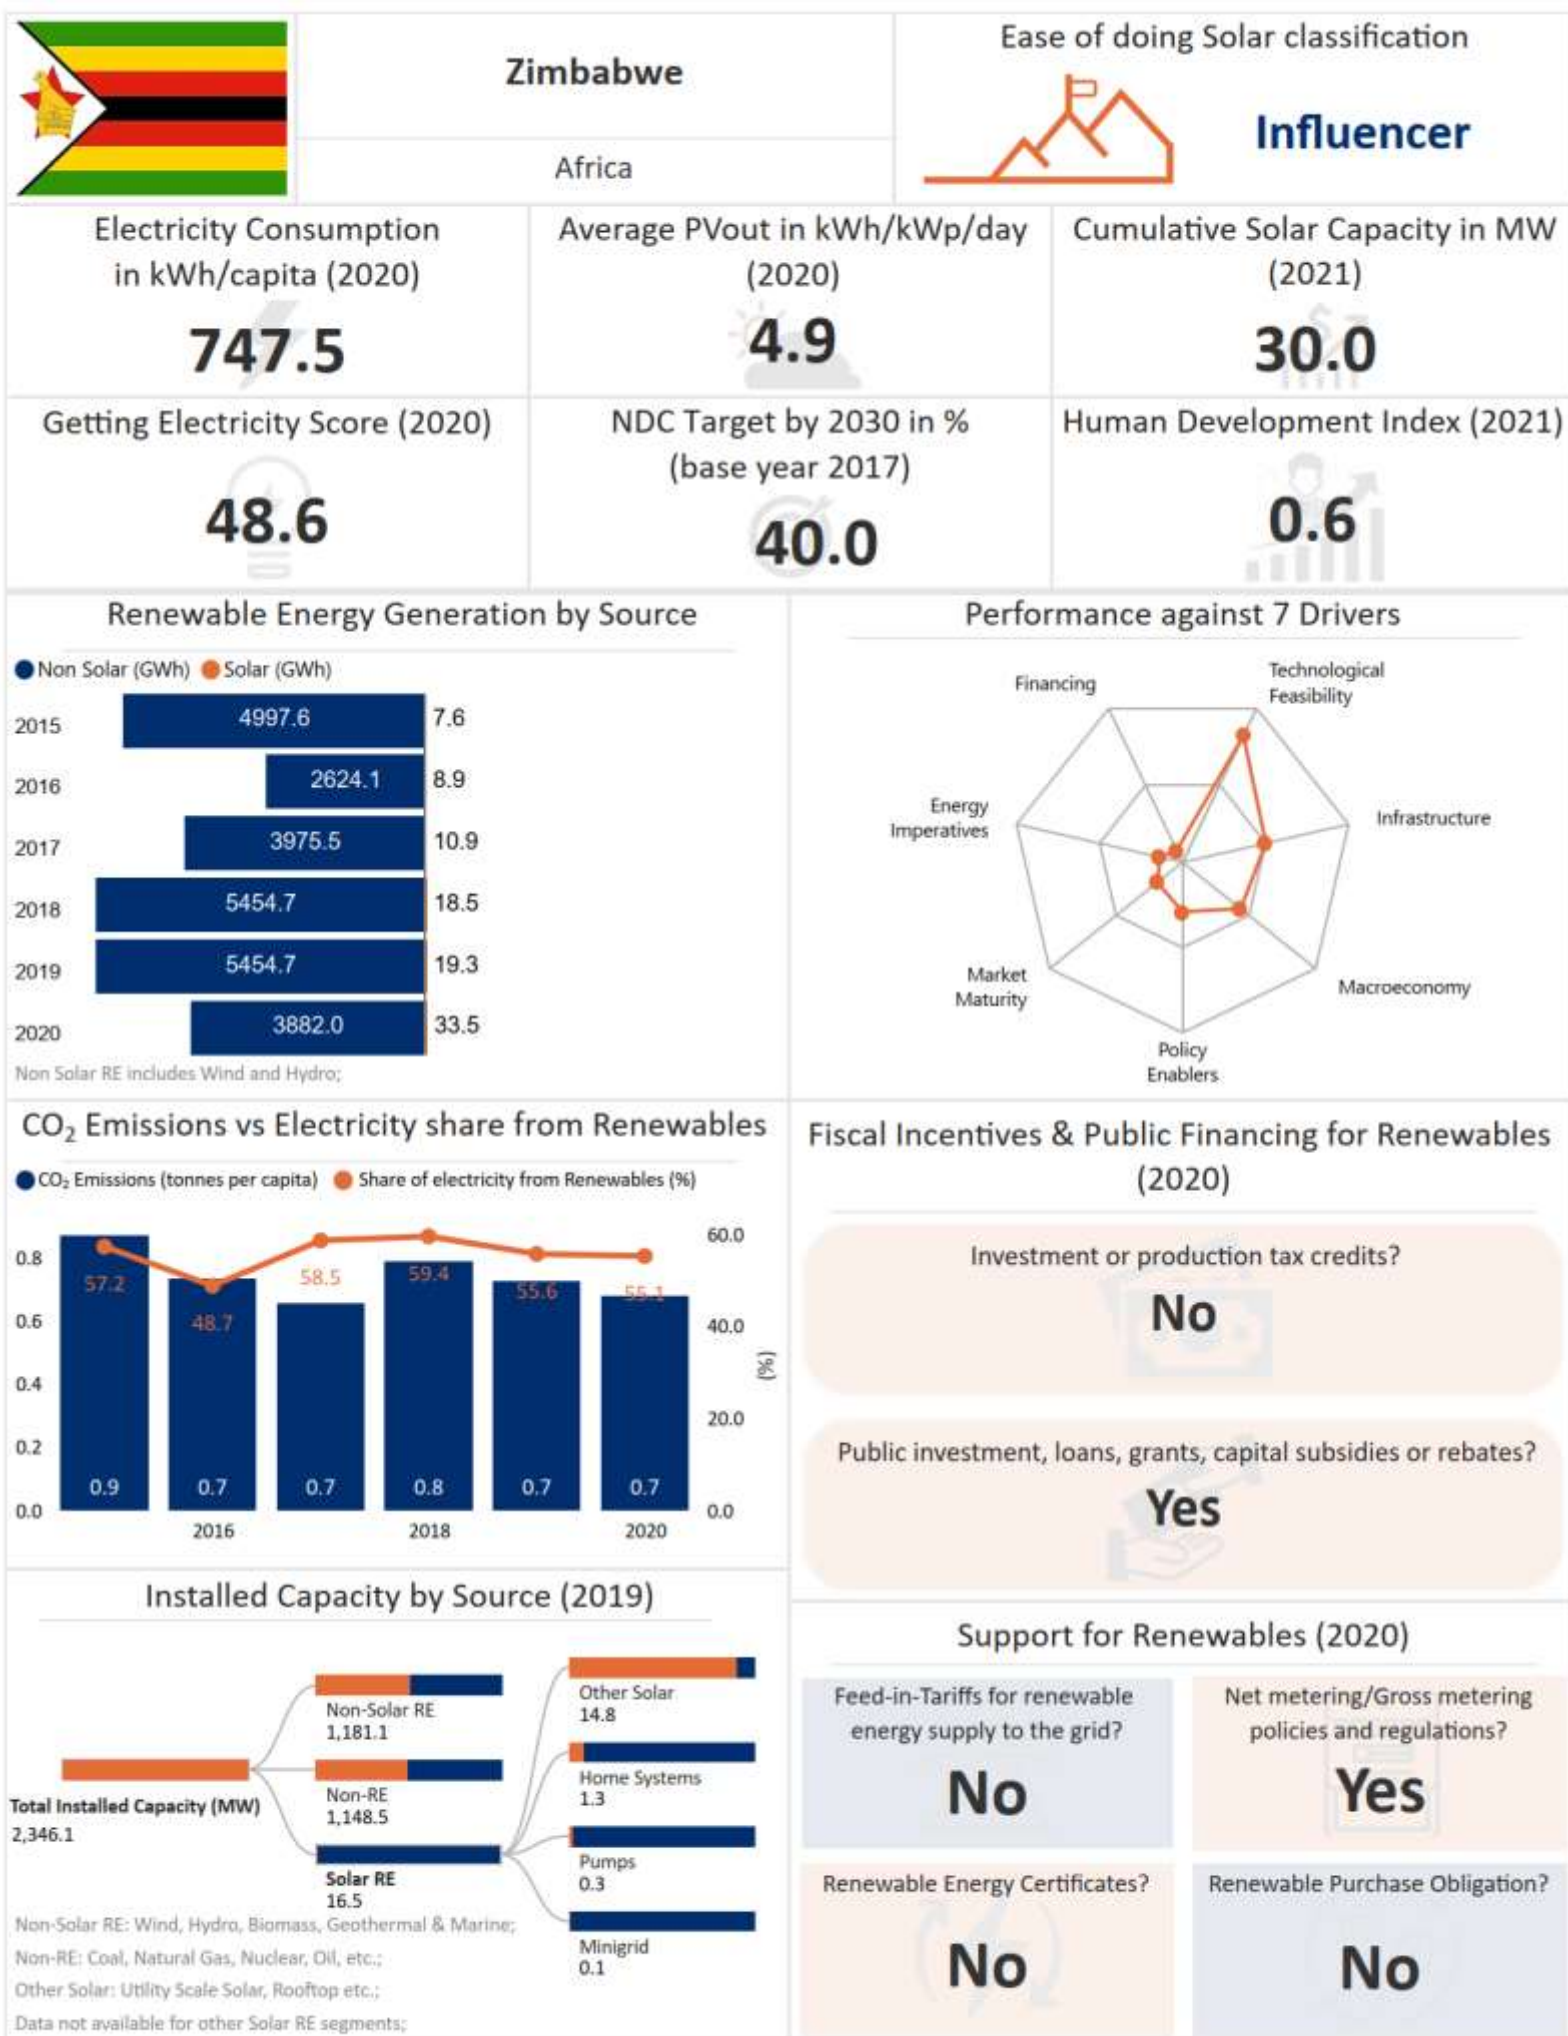 Zimbabwe
Africa
Ease of doing Solar classification
Influencer
Electricity Consumption
in kWh/capita (2020)
747.5
Average PVout in kWh/kWp/day
(2020)
4.9
Cumulative Solar Capacity in MW
(2021)
30.0
Getting Electricity Score (2020)
48.6
NDC Target by 2030 in %
(base year 2017)
40.0
Human Development Index (2021)
0.6
Renewable Energy Generation by Source
Non Solar (GWh) Solar (GWh)
2015 4997.6 7.6
2016 2624.1 8.9
2017 3975.5 10.9
2018 5454.7 18.5
2019 5454.7 19.3
2020 3882.0 33.5
Non Solar RE includes Wind and Hydro;
Performance against 7 Drivers
Financing
Technological
Feasibility
Energy
Imperatives
Infrastructure
Market
Maturity
Macroeconomy
Policy
Enablers
CO₂ Emissions vs Electricity share from Renewables
CO₂ Emissions (tonnes per capita) Share of electricity from Renewables (%)
0.8
0.6
0.4
0.2
0.0
57.2
48.7
58.5
59.4
55.6
55.1
0.9 0.7 0.7 0.8 0.7 0.7
2016 2018 2020
60.0
40.0
20.0
0.0
(%)
Fiscal Incentives & Public Financing for Renewables
(2020)
Investment or production tax credits?
No
Public investment, loans, grants, capital subsidies or rebates?
Yes
Installed Capacity by Source (2019)
Total Installed Capacity (MW)
2,346.1
Non-Solar RE
1,181.1
Non-RE
1,148.5
Solar RE
16.5
Other Solar
14.8
Home Systems
1.3
Pumps
0.3
Minigrid
0.1
Non-Solar RE: Wind, Hydro, Biomass, Geothermal & Marine;
Non-RE: Coal, Natural Gas, Nuclear, Oil, etc.;
Other Solar: Utility Scale Solar, Rooftop etc.;
Data not available for other Solar RE segments;
Support for Renewables (2020)
Feed-in-Tariffs for renewable
energy supply to the grid?
No
Net metering/Gross metering
policies and regulations?
Yes
Renewable Energy Certificates?
No
Renewable Purchase Obligation?
No